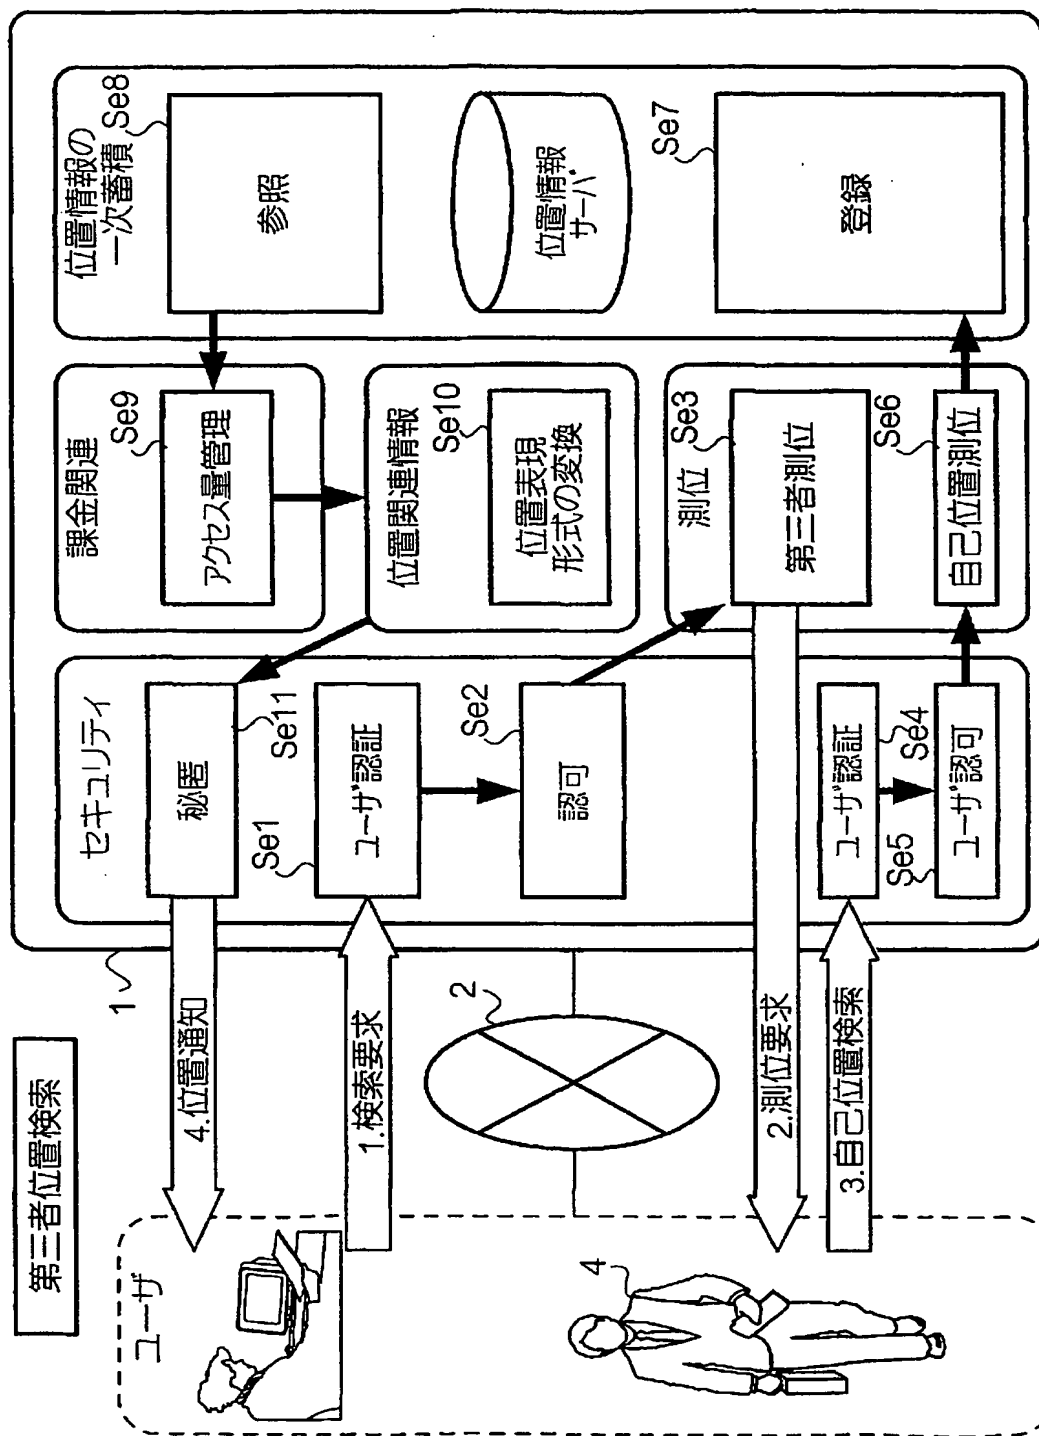 第三者位置検索
ユーザ
4
4.位置通知
1.検索要求
2
2.測位要求
3.自己位置検索
1
セキュリティ
秘匿
Se11
Se1
ユーザ認証
Se2
認可
ユーザ認証
Se4
Se5
ユーザ認可
課金関連
Se9
アクセス量管理
位置関連情報
Se10
位置表現
形式の変換
測位
Se3
第三者測位
Se6
自己位置測位
位置情報の
一次蓄積
Se8
参照
位置情報
サーバ
Se7
登録